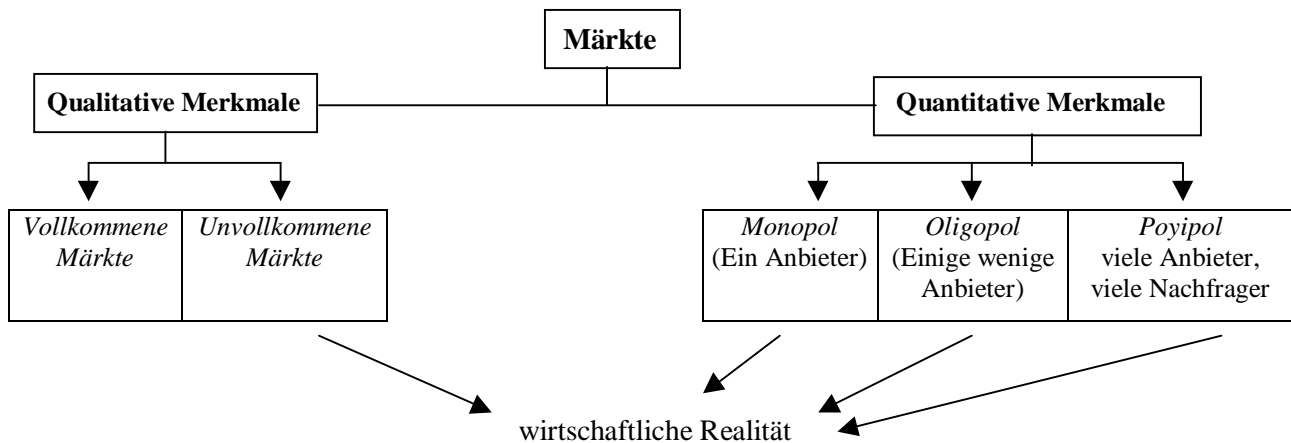 Märkte
Qualitative Merkmale
Quantitative Merkmale
Vollkommene
Märkte
Unvollkommene
Märkte
Monopol
(Ein Anbieter)
Oligopol
(Einige wenige
Anbieter)
Poyipol
viele Anbieter,
viele Nachfrager
wirtschaftliche Realität